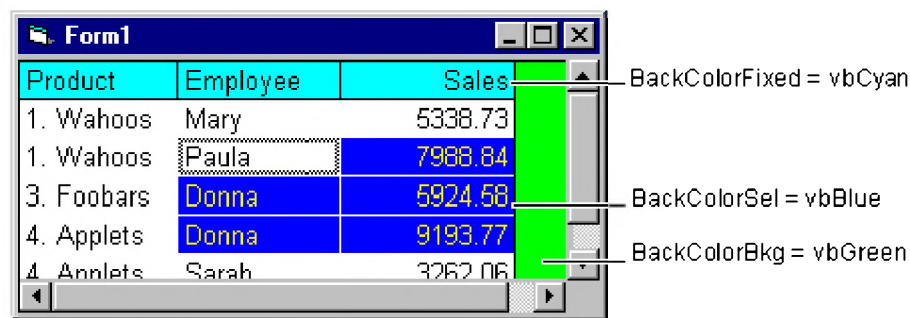 Form1
Product Employee Sales
BackColorFixed = vbCyan
1. Wahoos Mary 5338.73
1. Wahoos Paula 7988.84
3. Foobars Donna 5924.58
BackColorSel = vbBlue
4. Applets Donna 9193.77
BackColorBkg = vbGreen
4. Applets Sarah 3262.06